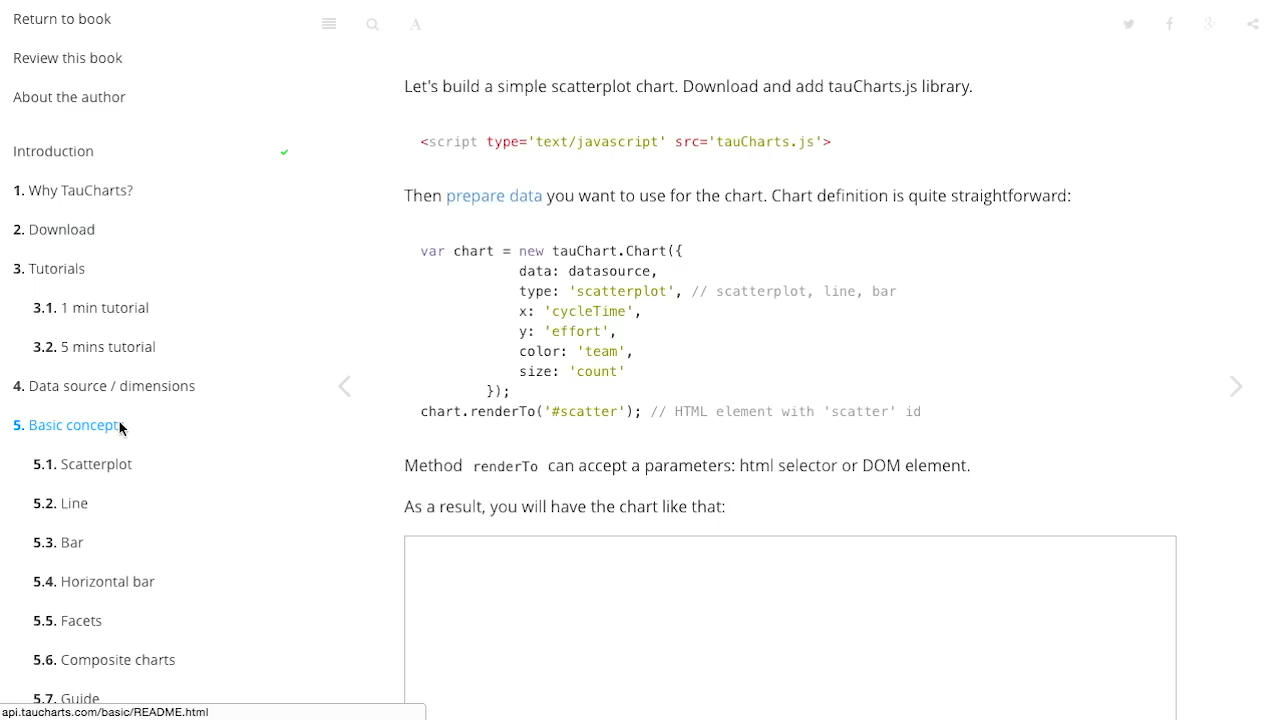 Return to book
Review this book
About the author
Introduction
1. Why TauCharts?
2. Download
3. Tutorials
3.1. 1 min tutorial
3.2. 5 mins tutorial
4. Data source / dimensions
5. Basic concept
5.1. Scatterplot
5.2. Line
5.3. Bar
5.4. Horizontal bar
5.5. Facets
5.6. Composite charts
5.7. Guide
api.taucharts.com/basic/README.html
A
Let's build a simple scatterplot chart. Download and add tauCharts.js library.
<script type='text/javascript' src='tauCharts.js'>
Then prepare data you want to use for the chart. Chart definition is quite straightforward:
var chart = new tauChart.Chart({
data: datasource,
type: 'scatterplot', // scatterplot, line, bar
x: 'cycleTime',
y: 'effort',
color: 'team',
size: 'count'
});
chart.renderTo('#scatter'); // HTML element with 'scatter' id
Method renderTo can accept a parameters: html selector or DOM element.
As a result, you will have the chart like that: